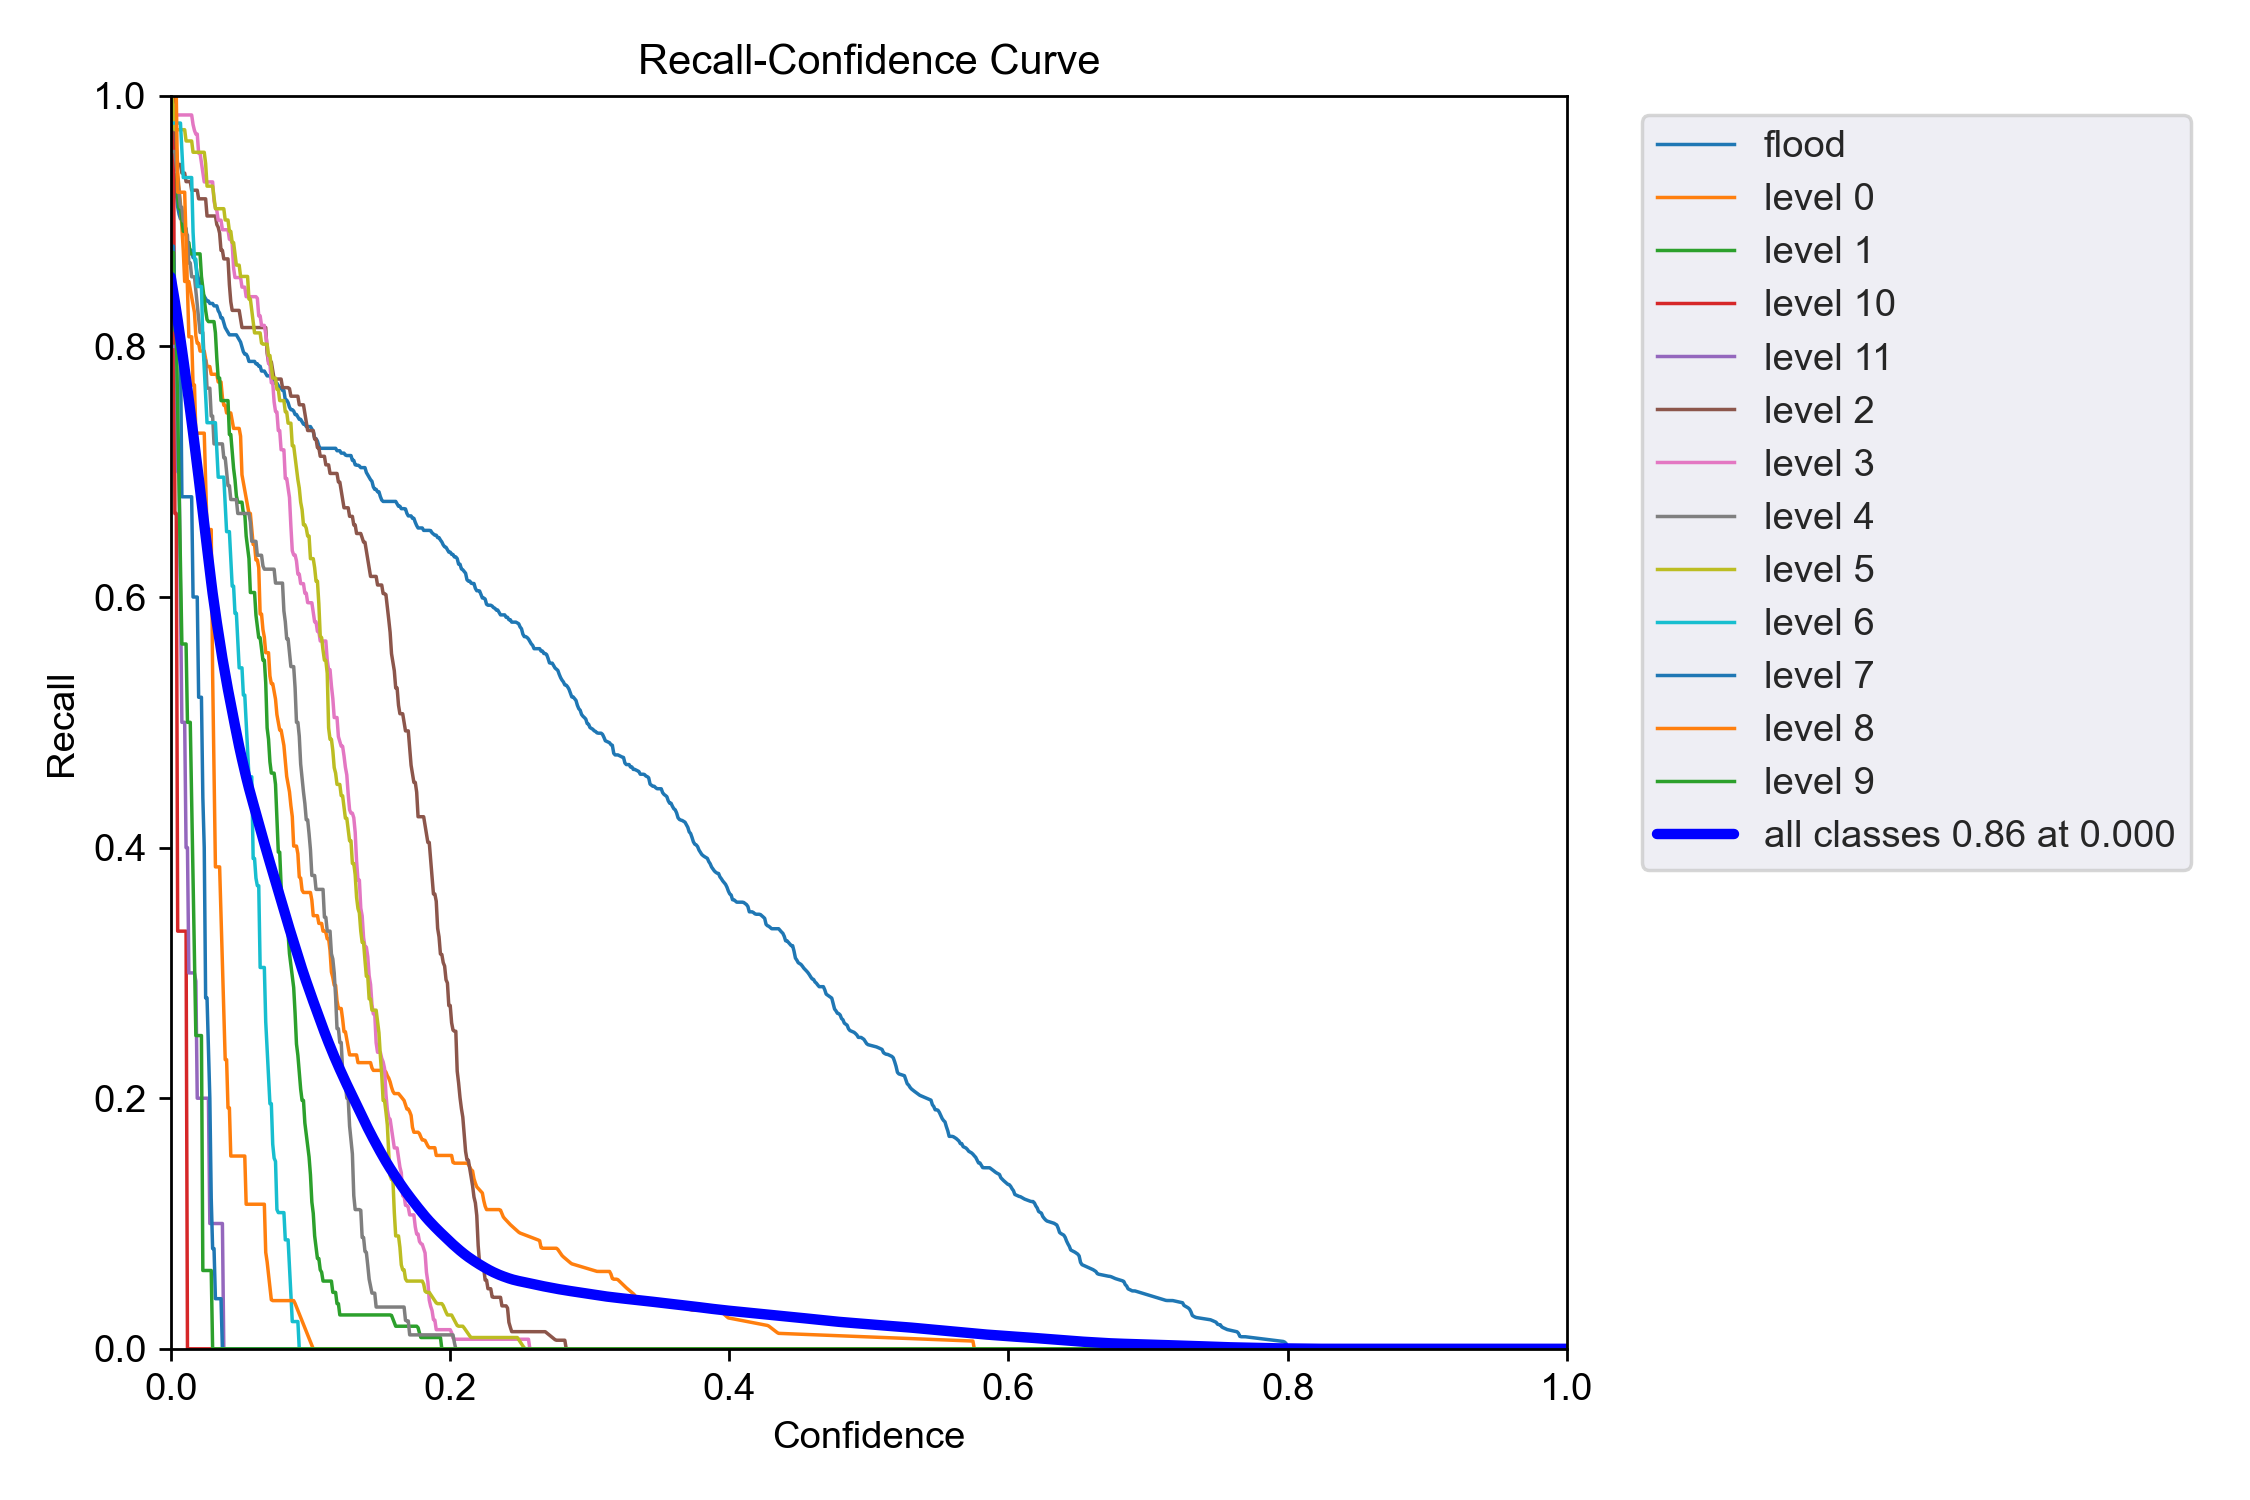 Recall-Confidence Curve
1.0
0.8
0.6
0.4
0.2
0.0
Recall
0.0 0.2 0.4 0.6 0.8 1.0
Confidence
flood
level 0
level 1
level 10
level 11
level 2
level 3
level 4
level 5
level 6
level 7
level 8
level 9
all classes 0.86 at 0.000